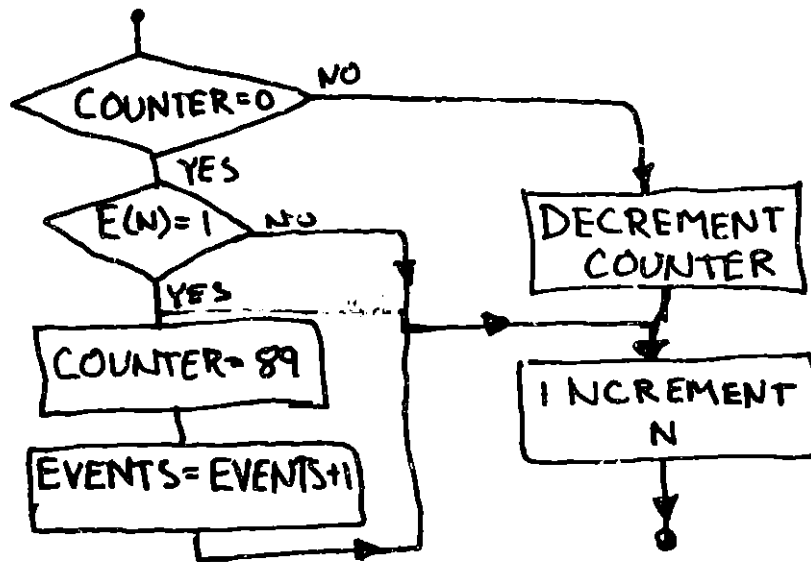 COUNTER=0
NO
YES
E(N)=1
NO
DECREMENT
COUNTER
YES
COUNTER=89
INCREMENT
N
EVENTS=EVENTS+1